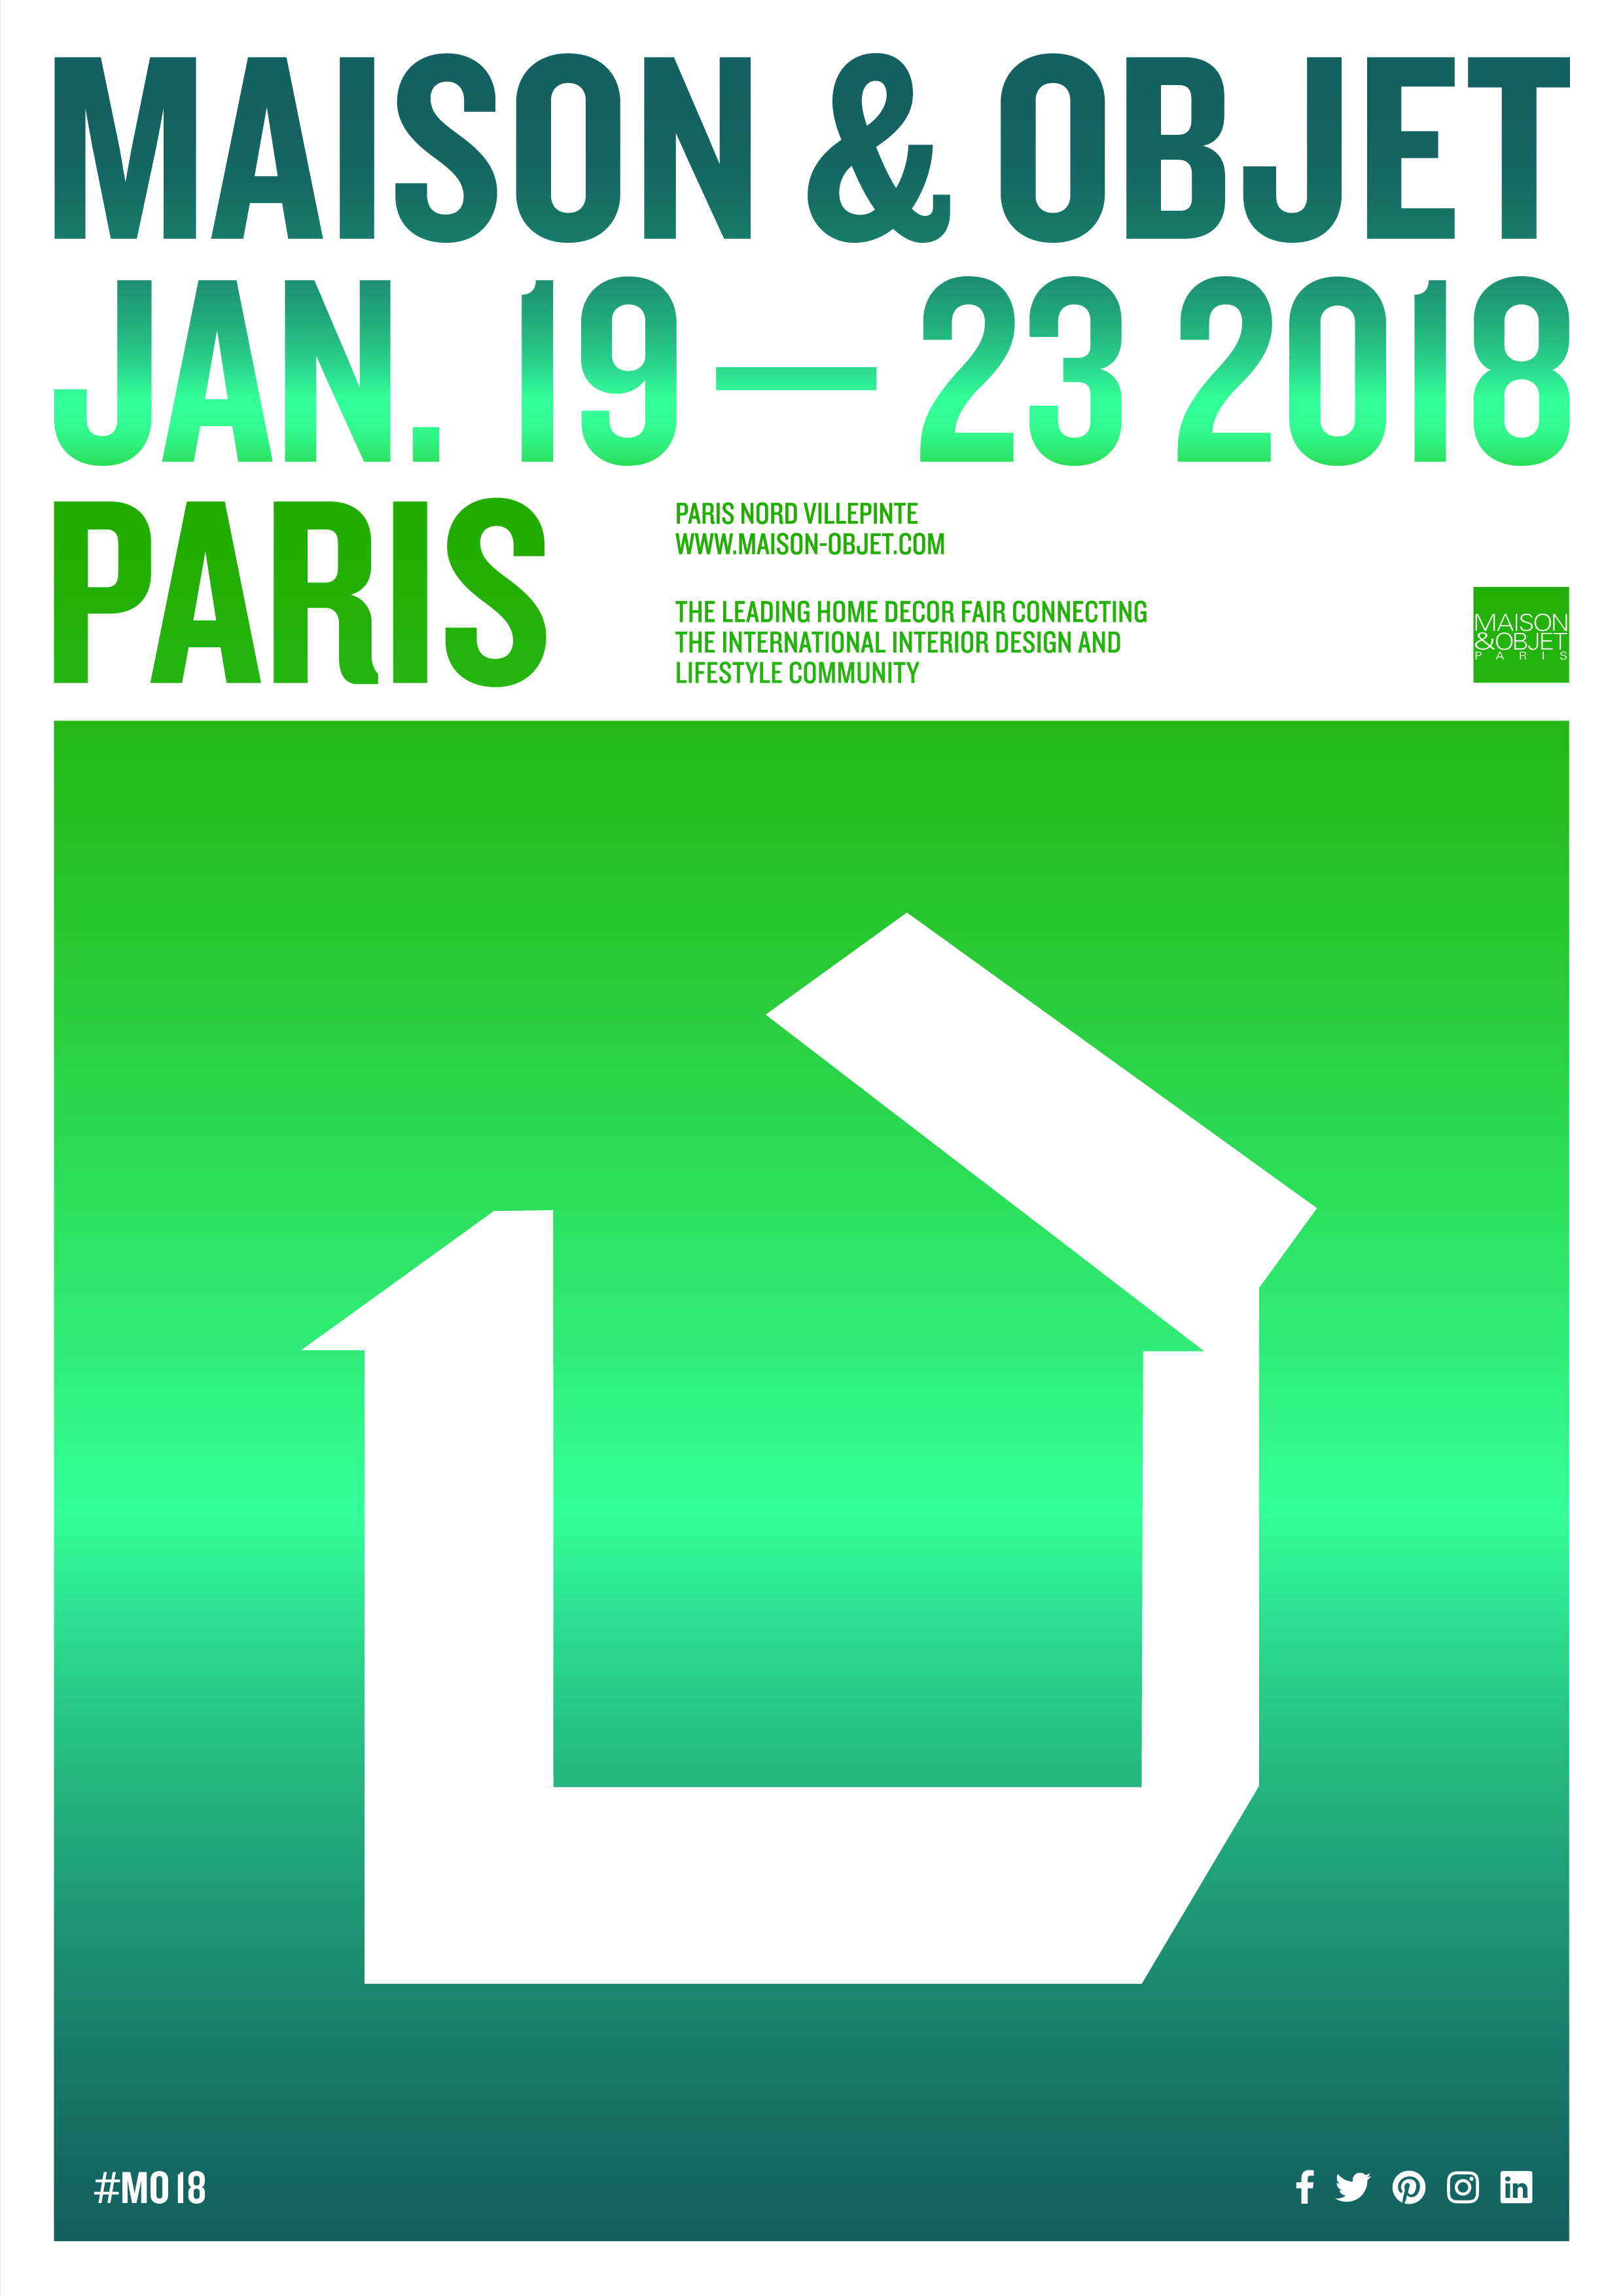 MAISON & OBJET
JAN. 19 — 23 2018
PARIS
PARIS NORD VILLEPINTE
WWW.MAISON-OBJET.COM
THE LEADING HOME DECOR FAIR CONNECTING
THE INTERNATIONAL INTERIOR DESIGN AND
LIFESTYLE COMMUNITY
MAISON
&OBJET
PARIS
#MO18